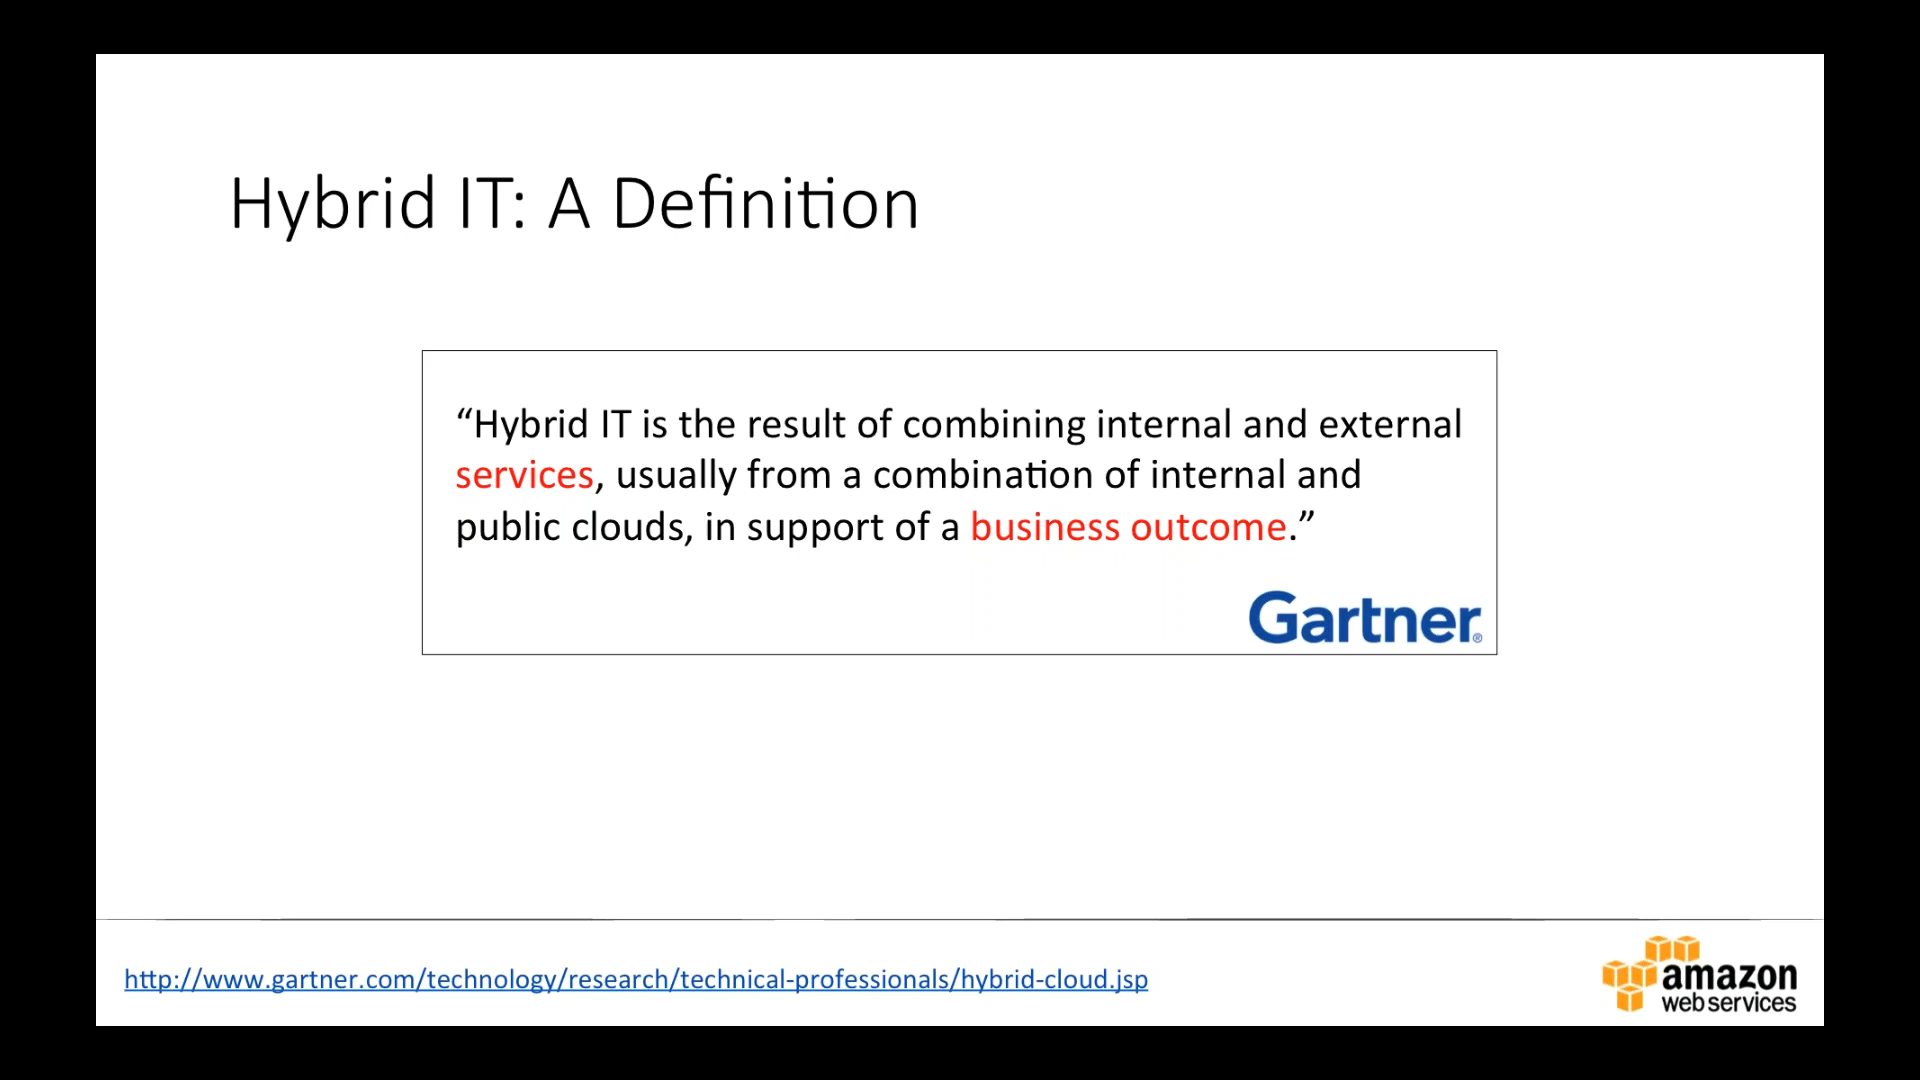 Hybrid IT: A Definition
“Hybrid IT is the result of combining internal and external
services, usually from a combination of internal and
public clouds, in support of a business outcome.”
Gartner®
http://www.gartner.com/technology/research/technical-professionals/hybrid-cloud.jsp
amazon
web services